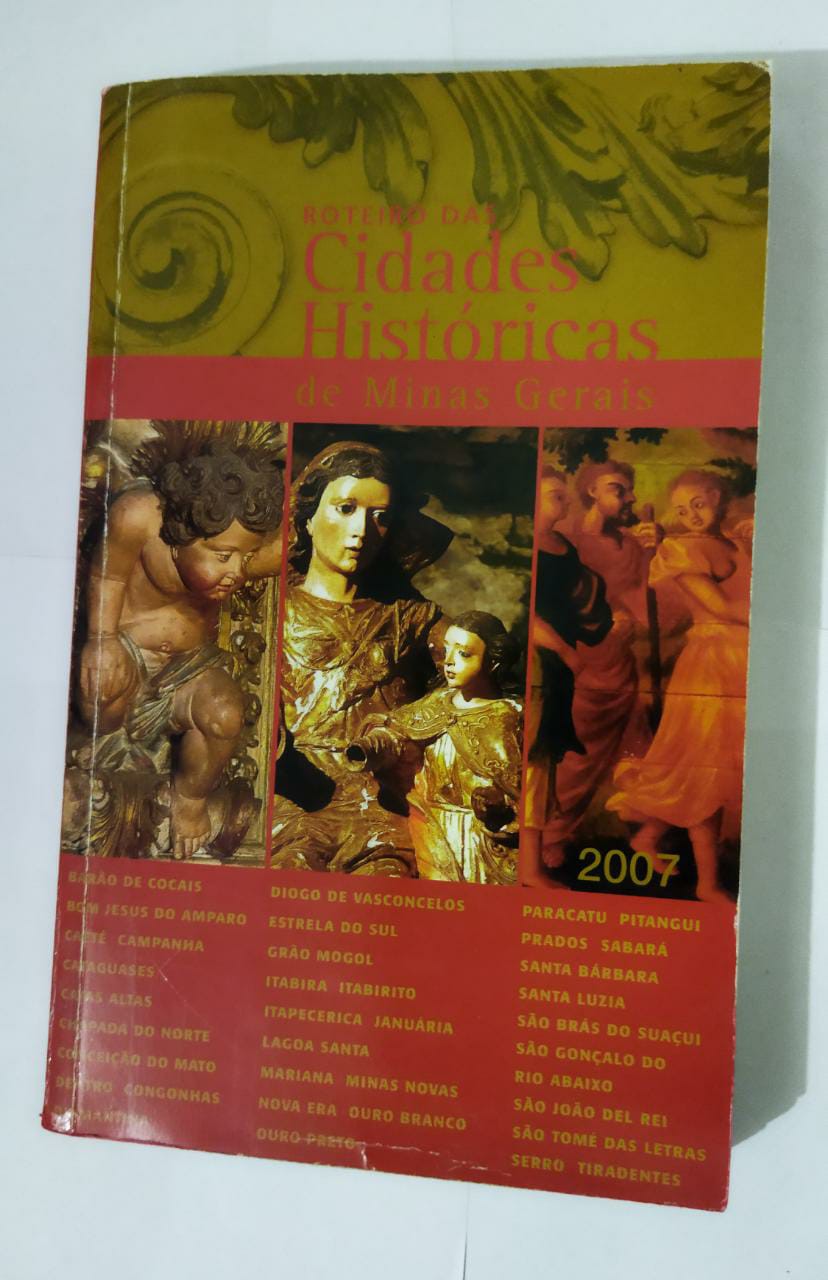 ROTEIRO DAS
Cidades
Históricas
de Minas Gerais
2007
BARÃO DE COCAIS
BOM JESUS DO AMPARO
CAETÉ CAMPANHA
CATAGUASES
CATAS ALTAS
CHAPADA DO NORTE
CONCEIÇÃO DO MATO
DENTRO CONGONHAS
DIAMANTINA
DIOGO DE VASCONCELOS
ESTRELA DO SUL
GRÃO MOGOL
ITABIRA ITABIRITO
ITAPECERICA JANUÁRIA
LAGOA SANTA
MARIANA MINAS NOVAS
NOVA ERA OURO BRANCO
OURO PRETO
PARACATU PITANGUI
PRADOS SABARÁ
SANTA BÁRBARA
SANTA LUZIA
SÃO BRÁS DO SUAÇUI
SÃO GONÇALO DO
RIO ABAIXO
SÃO JOÃO DEL REI
SÃO TOMÉ DAS LETRAS
SERRO TIRADENTES